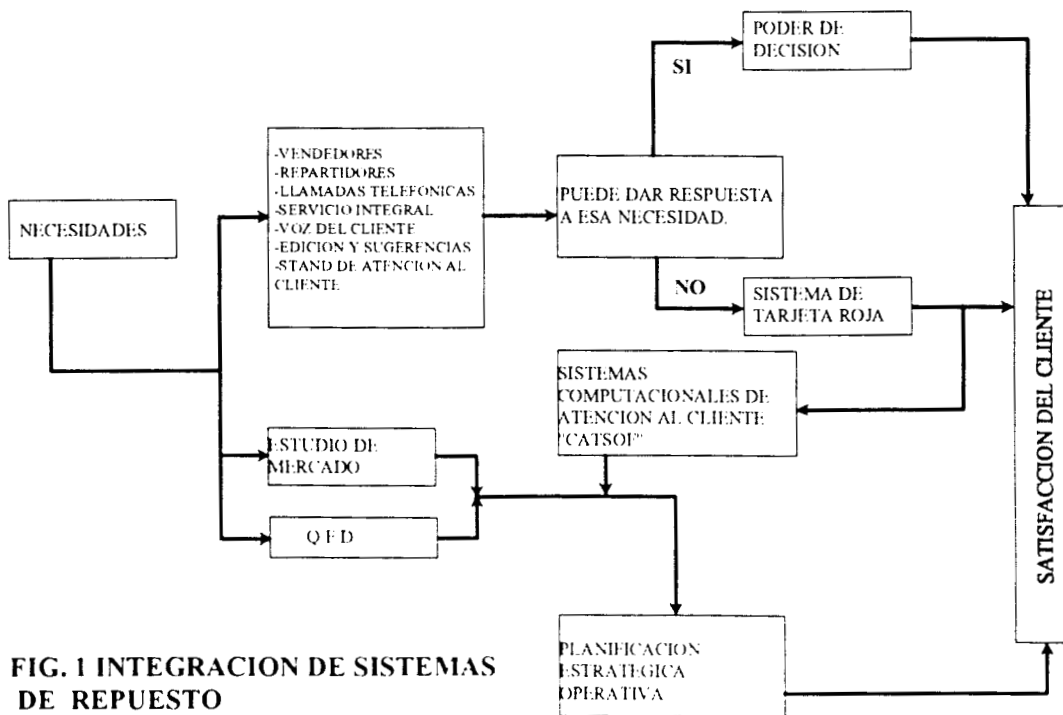 PODER DE
DECISION
SI
-VENDEDORES
-REPARTIDORES
-LLAMADAS TELEFONICAS
-SERVICIO INTEGRAL
-VOZ DEL CLIENTE
-EDICION Y SUGERENCIAS
-STAND DE ATENCION AL
CLIENTE
PUEDE DAR RESPUESTA
A ESA NECESIDAD.
NECESIDADES
NO
SISTEMA DE
TARJETA ROJA
SATISFACCION DEL CLIENTE
SISTEMAS
COMPUTACIONALES DE
ATENCION AL CLIENTE
"CATSOF"
ESTUDIO DE
MERCADO
Q F D
PLANIFICACION
ESTRATEGICA
OPERATIVA
FIG. 1 INTEGRACION DE SISTEMAS
DE REPUESTO